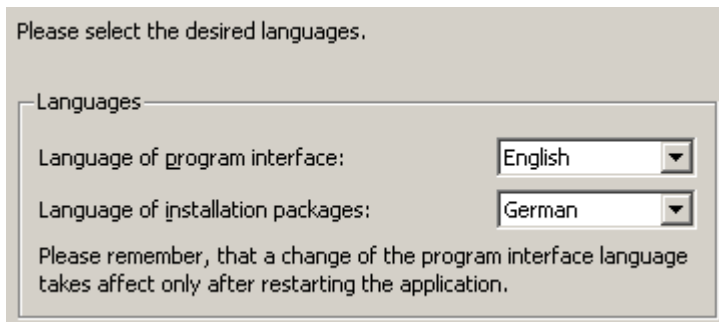 Please select the desired languages.
Languages
Language of program interface: English
Language of installation packages: German
Please remember, that a change of the program interface language
takes affect only after restarting the application.